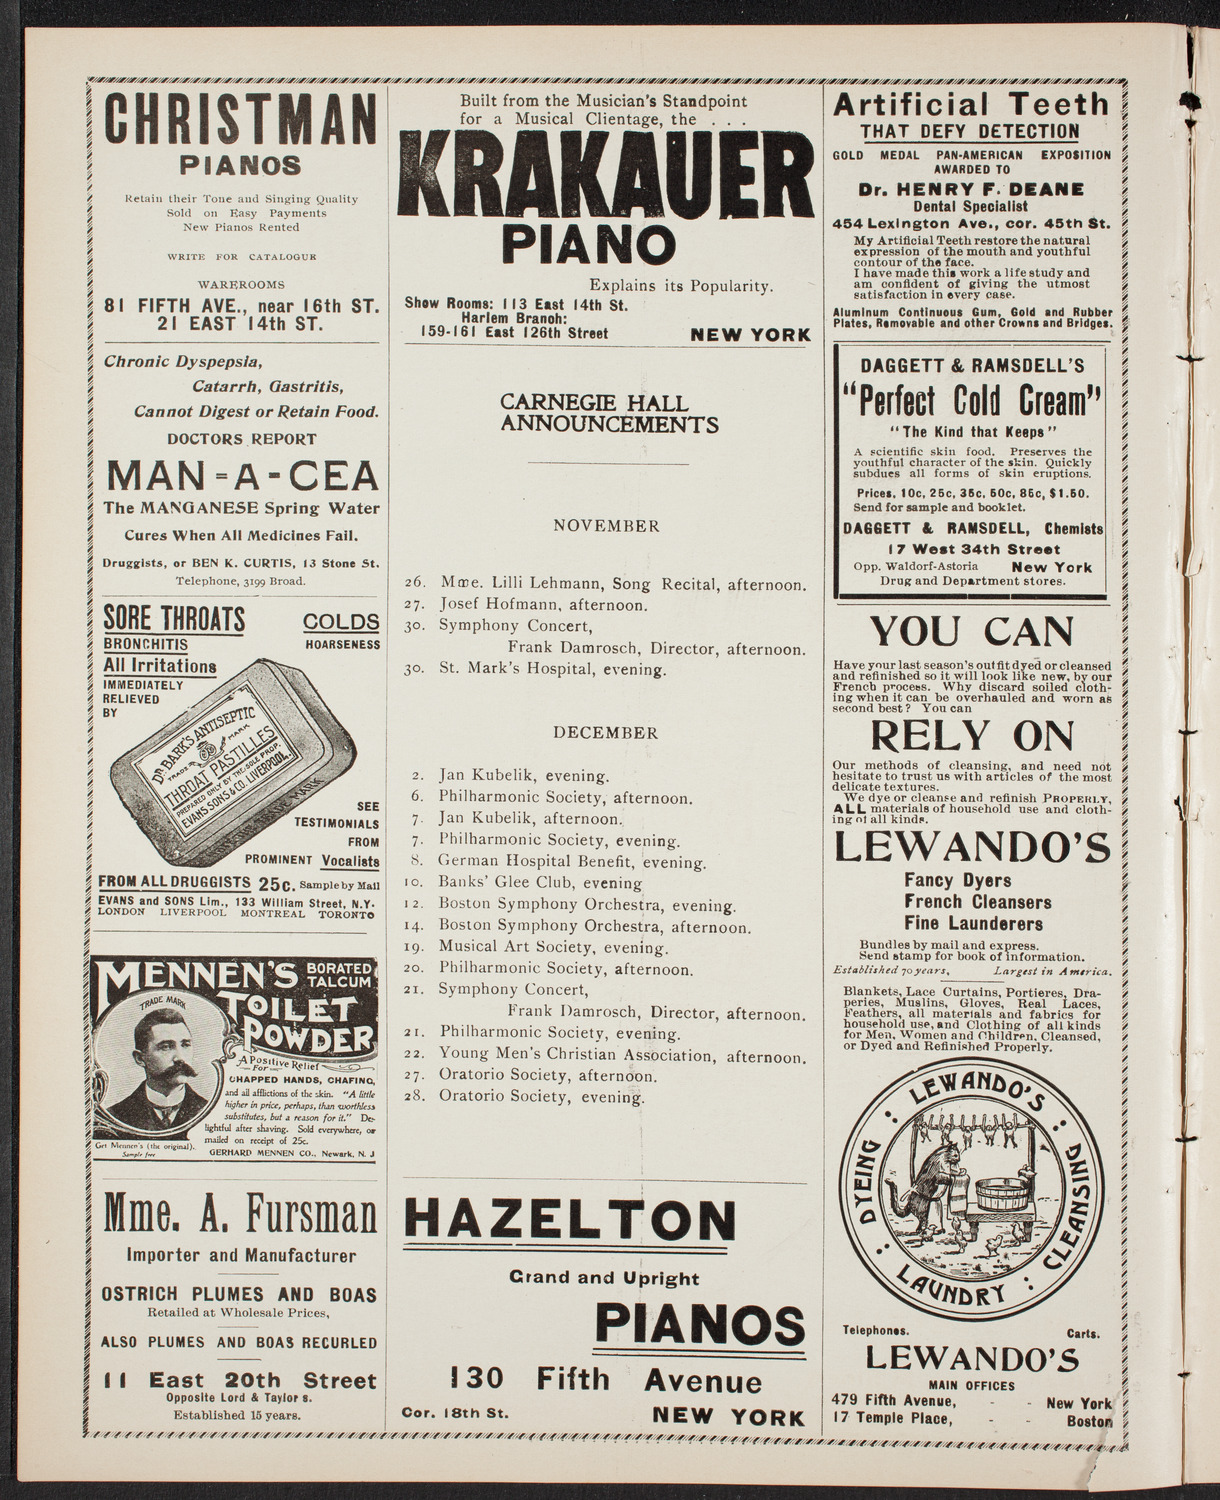 CHRISTMAN
PIANOS
Retain their Tone and Singing Quality
Sold on Easy Payments
New Pianos Rented
WRITE FOR CATALOGUE
WAREROOMS
81 FIFTH AVE., near 16th ST.
21 EAST 14th ST.
Chronic Dyspepsia,
Catarrh, Gastritis,
Cannot Digest or Retain Food.
DOCTORS REPORT
MAN=A-CEA
The MANGANESE Spring Water
Cures When All Medicines Fail.
Druggists, or BEN K. CURTIS, 13 Stone St.
Telephone, 3199 Broad.
SORE THROATS COLDS
BRONCHITIS HOARSENESS
All Irritations
IMMEDIATELY
RELIEVED
BY
DR BARK'S ANTISEPTIC
TRADE MARK
THROAT PASTILLES
PREPARED ONLY BY THE SOLE PROP.
EVANS SONS & CO. LIVERPOOL.
SEE
TESTIMONIALS
FROM
PROMINENT Vocalists
FROM ALL DRUGGISTS 25c. Sample by Mail
EVANS and SONS Lim., 133 William Street, N.Y.
LONDON LIVERPOOL MONTREAL TORONTO
MENNEN'S BORATED
TALCUM
TOILET
POWDER
TRADE MARK
A Positive Relief
For
CHAPPED HANDS, CHAFING,
and all afflictions of the skin. "A little
higher in price, perhaps, than worthless
substitutes, but a reason for it." De-
lightful after shaving. Sold everywhere, or
mailed on receipt of 25c.
Get Mennen's (the original).
Sample free
GERHARD MENNEN CO., Newark, N. J
Mme. A. Fursman
Importer and Manufacturer
OSTRICH PLUMES AND BOAS
Retailed at Wholesale Prices,
ALSO PLUMES AND BOAS RECURLED
11 East 20th Street
Opposite Lord & Taylor s.
Established 15 years.
Built from the Musician's Standpoint
for a Musical Clientage, the . . .
KRAKAUER
PIANO
Explains its Popularity.
Show Rooms: 113 East 14th St.
Harlem Branch:
159-161 East 126th Street NEW YORK
CARNEGIE HALL
ANNOUNCEMENTS
NOVEMBER
26. Mme. Lilli Lehmann, Song Recital, afternoon.
27. Josef Hofmann, afternoon.
30. Symphony Concert,
Frank Damrosch, Director, afternoon.
30. St. Mark's Hospital, evening.
DECEMBER
2. Jan Kubelik, evening.
6. Philharmonic Society, afternoon.
7. Jan Kubelik, afternoon.
7. Philharmonic Society, evening.
8. German Hospital Benefit, evening.
10. Banks' Glee Club, evening
12. Boston Symphony Orchestra, evening.
14. Boston Symphony Orchestra, afternoon.
19. Musical Art Society, evening.
20. Philharmonic Society, afternoon.
21. Symphony Concert,
Frank Damrosch, Director, afternoon.
21. Philharmonic Society, evening.
22. Young Men's Christian Association, afternoon.
27. Oratorio Society, afternoon.
28. Oratorio Society, evening.
HAZELTON
Grand and Upright
PIANOS
130 Fifth Avenue
Cor. 18th St. NEW YORK
Artificial Teeth
THAT DEFY DETECTION
GOLD MEDAL PAN-AMERICAN EXPOSITION
AWARDED TO
Dr. HENRY F. DEANE
Dental Specialist
454 Lexington Ave., cor. 45th St.
My Artificial Teeth restore the natural
expression of the mouth and youthful
contour of the face.
I have made this work a life study and
am confident of giving the utmost
satisfaction in every case.
Aluminum Continuous Gum, Gold and Rubber
Plates, Removable and other Crowns and Bridges.
DAGGETT & RAMSDELL'S
"Perfect Cold Cream"
"The Kind that Keeps"
A scientific skin food. Preserves the
youthful character of the skin. Quickly
subdues all forms of skin eruptions.
Prices, 10c, 25c, 35c, 50c, 85c, $1.50.
Send for sample and booklet.
DAGGETT & RAMSDELL, Chemists
17 West 34th Street
Opp. Waldorf-Astoria New York
Drug and Department stores.
YOU CAN
Have your last season's outfit dyed or cleansed
and refinished so it will look like new, by our
French process. Why discard soiled cloth-
ing when it can be overhauled and worn as
second best? You can
RELY ON
Our methods of cleansing, and need not
hesitate to trust us with articles of the most
delicate textures.
We dye or cleanse and refinish PROPERLY,
ALL materials of household use and cloth-
ing of all kinds.
LEWANDO'S
Fancy Dyers
French Cleansers
Fine Launderers
Bundles by mail and express.
Send stamp for book of information.
Established 70 years, Largest in America.
Blankets, Lace Curtains, Portieres, Dra-
peries, Muslins, Gloves, Real Laces,
Feathers, all materials and fabrics for
household use, and Clothing of all kinds
for Men, Women and Children, Cleansed,
or Dyed and Refinished Properly.
LEWANDO'S : CLEANSING : LAUNDRY : DYEING :
Telephones. Carts.
LEWANDO'S
MAIN OFFICES
479 Fifth Avenue, - - New York
17 Temple Place, - - Boston